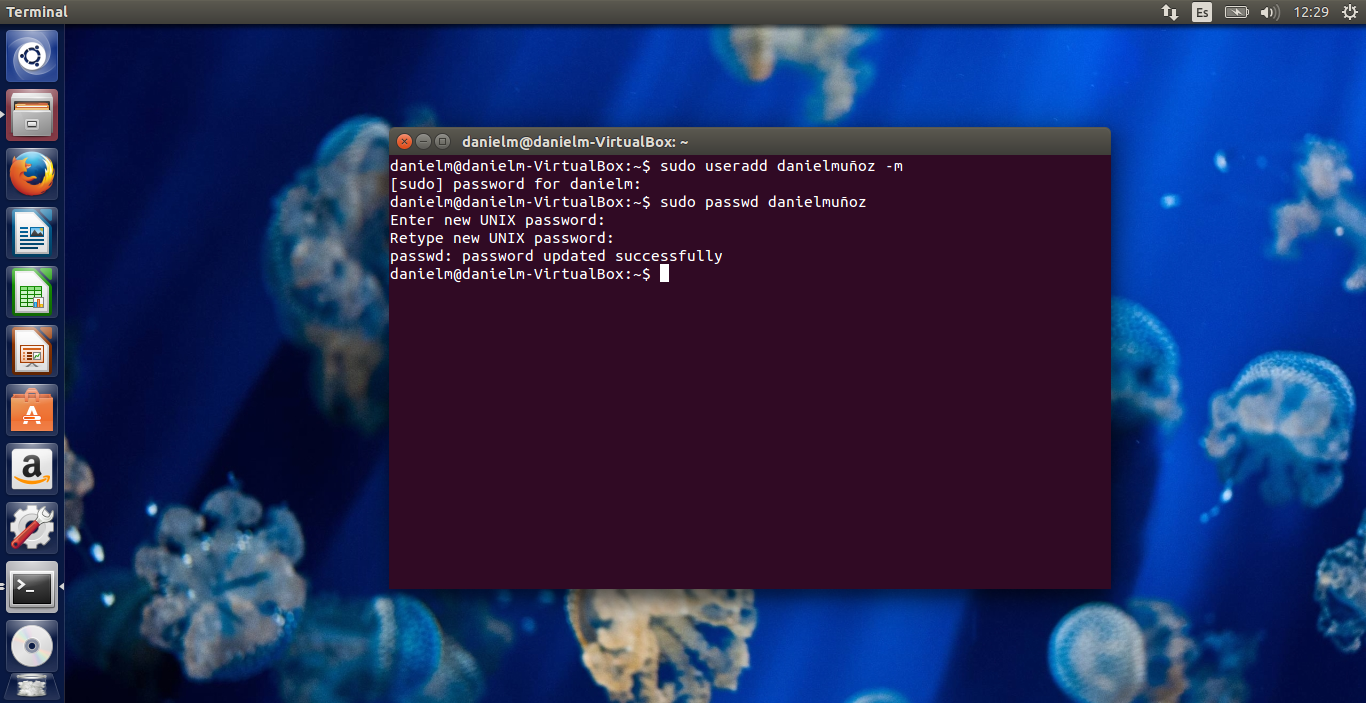 Terminal
Es
12:29
danielm@danielm-VirtualBox: ~
danielm@danielm-VirtualBox:~$ sudo useradd danielmuñoz -m
[sudo] password for danielm:
danielm@danielm-VirtualBox:~$ sudo passwd danielmuñoz
Enter new UNIX password:
Retype new UNIX password:
passwd: password updated successfully
danielm@danielm-VirtualBox:~$
a
>_